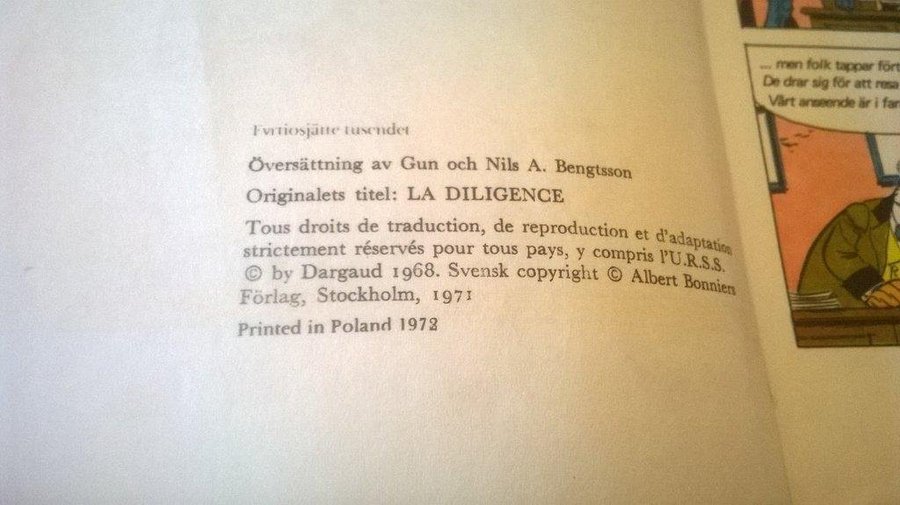 Fyrtiosjätte tusendet
Översättning av Gun och Nils A. Bengtsson
Originalets titel: LA DILIGENCE
Tous droits de traduction, de reproduction et d'adaptation
strictement réservés pour tous pays, y compris l'U.R.S.S.
© by Dargaud 1968. Svensk copyright © Albert Bonniers
Förlag, Stockholm, 1971
Printed in Poland 1972
... men folk tappar fört
De drar sig för att resa
Vårt anseende är i far